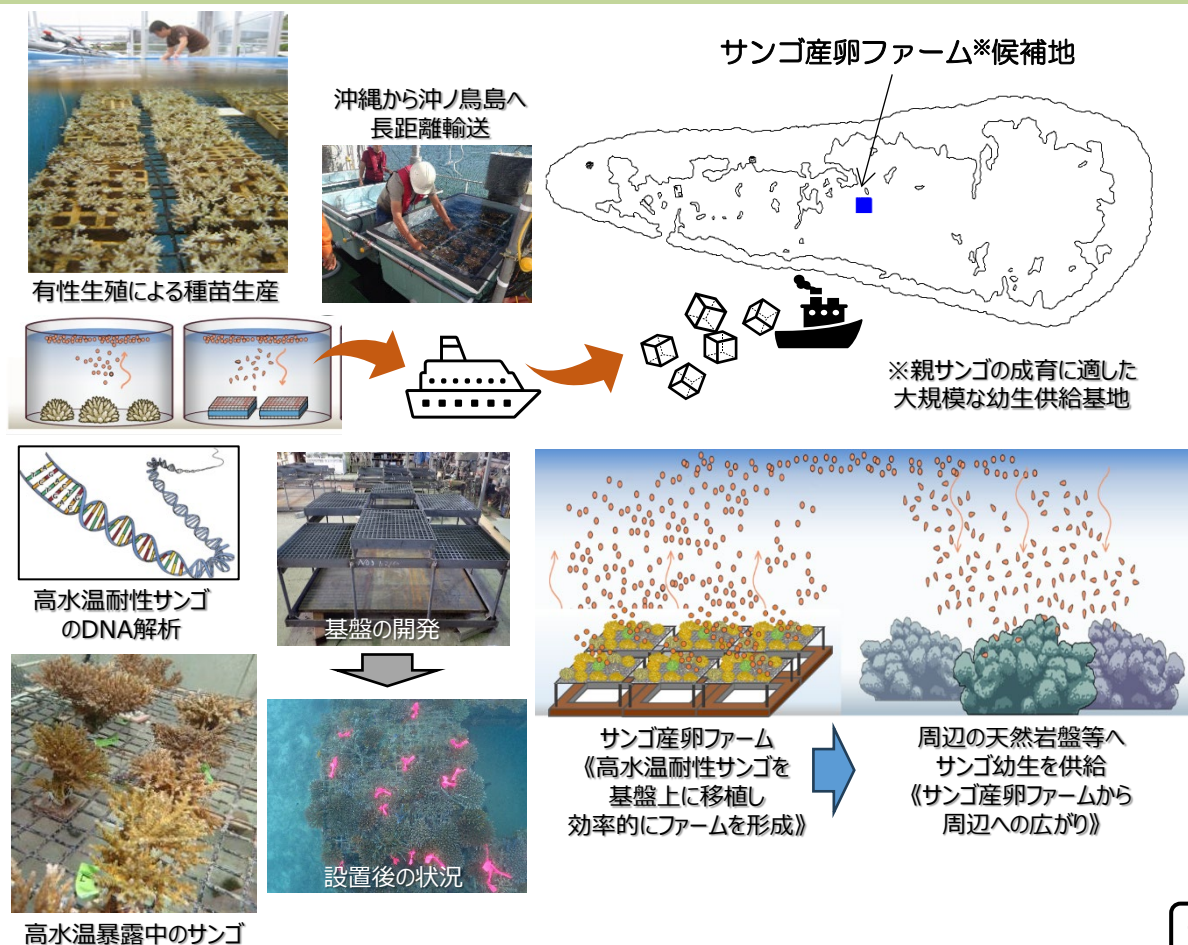 サンゴ産卵ファーム※候補地
沖縄から沖ノ鳥島へ
長距離輸送
有性生殖による種苗生産
※親サンゴの成育に適した
大規模な幼生供給基地
高水温耐性サンゴ
のDNA解析
基盤の開発
設置後の状況
高水温暴露中のサンゴ
サンゴ産卵ファーム
《高水温耐性サンゴを
基盤上に移植し
効率的にファームを形成》
周辺の天然岩盤等へ
サンゴ幼生を供給
《サンゴ産卵ファームから
周辺への広がり》